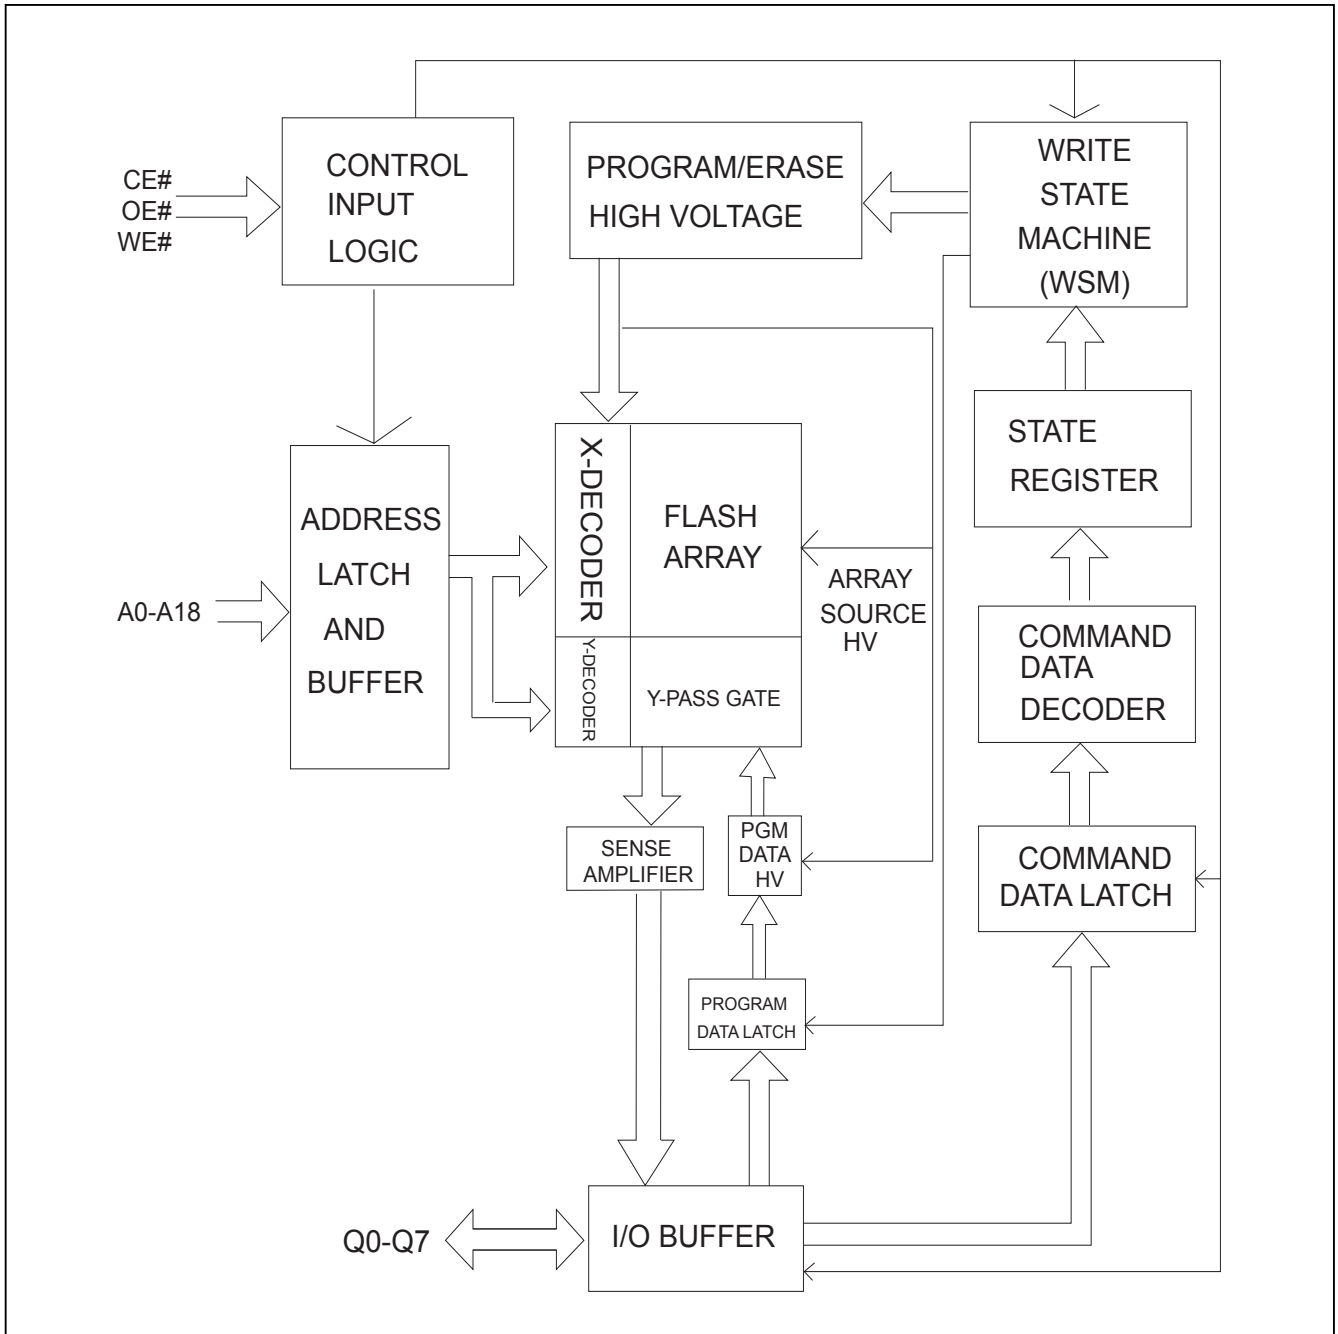 CE#
OE#
WE#
CONTROL
INPUT
LOGIC
PROGRAM/ERASE
HIGH VOLTAGE
WRITE
STATE
MACHINE
(WSM)
STATE
REGISTER
A0-A18
ADDRESS
LATCH
AND
BUFFER
X-DECODER
FLASH
ARRAY
ARRAY
SOURCE
HV
Y-DECODER
Y-PASS GATE
COMMAND
DATA
DECODER
SENSE
AMPLIFIER
PGM
DATA
HV
COMMAND
DATA LATCH
PROGRAM
DATA LATCH
Q0-Q7
I/O BUFFER